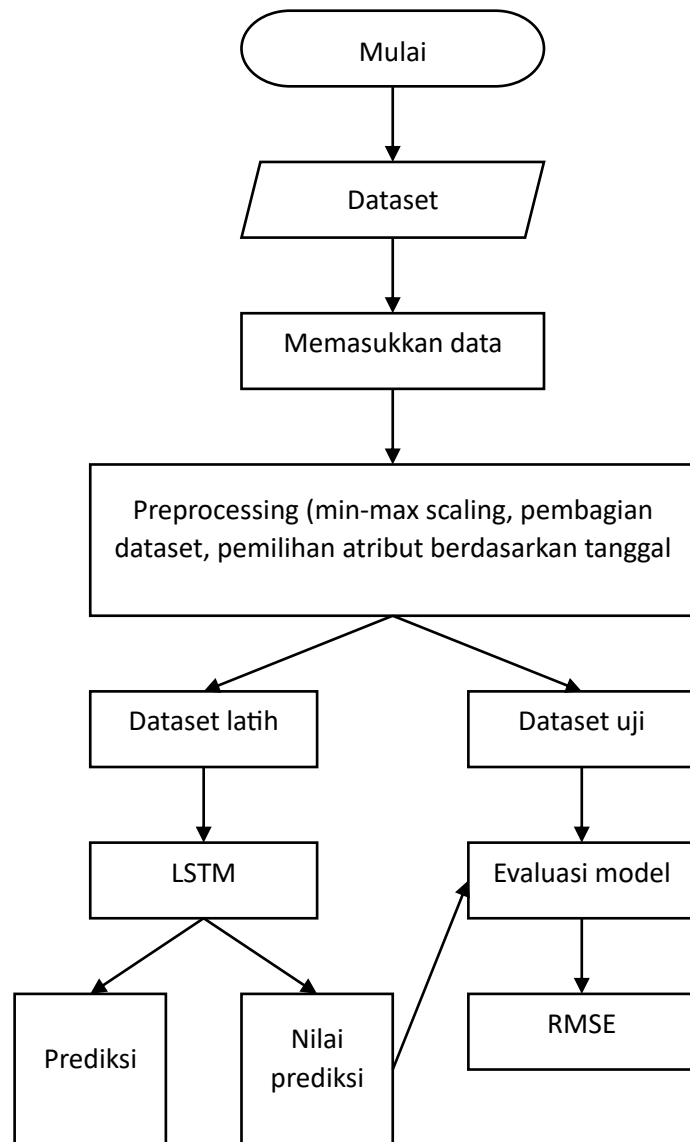 Mulai
Dataset
Memasukkan data
Preprocessing (min-max scaling, pembagian
dataset, pemilihan atribut berdasarkan tanggal
Dataset latih
Dataset uji
LSTM
Evaluasi model
Prediksi
Nilai
prediksi
RMSE